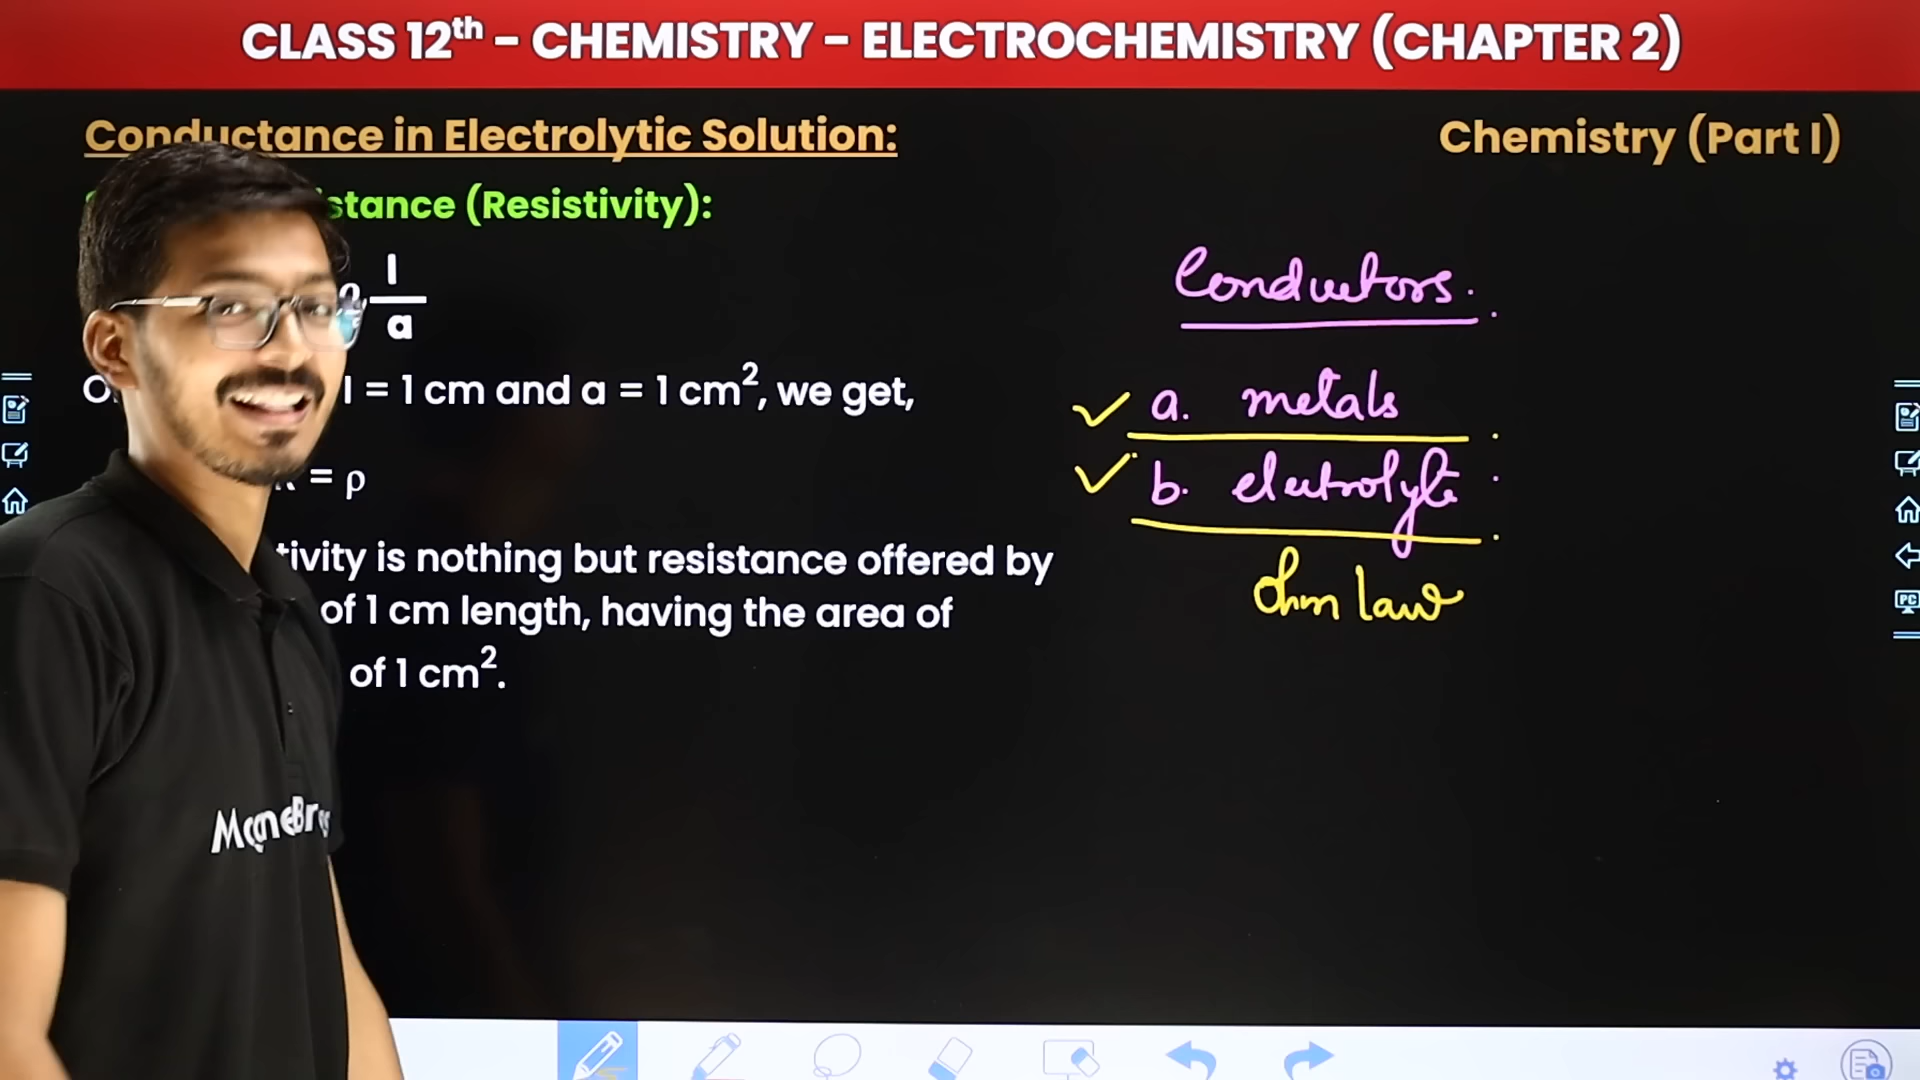 CLASS 12th - CHEMISTRY - ELECTROCHEMISTRY (CHAPTER 2)
Conductance in Electrolytic Solution:
Chemistry (Part I)
stance (Resistivity):
l
a
Conductors.
l = 1 cm and a = 1 cm², we get,
a. metals
= ρ
b. electrolyte
tivity is nothing but resistance offered by
ohm law
of 1 cm length, having the area of
of 1 cm².
PC